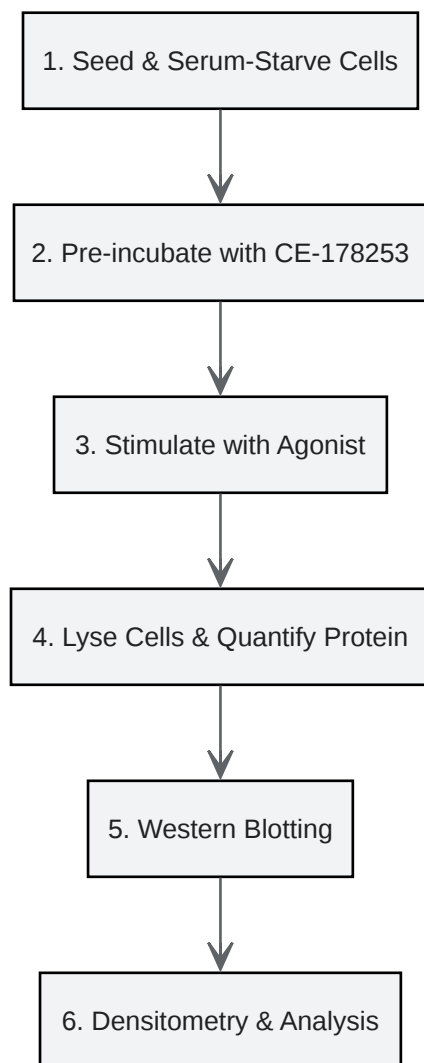 1. Seed & Serum-Starve Cells
2. Pre-incubate with CE-178253
3. Stimulate with Agonist
4. Lyse Cells & Quantify Protein
5. Western Blotting
6. Densitometry & Analysis